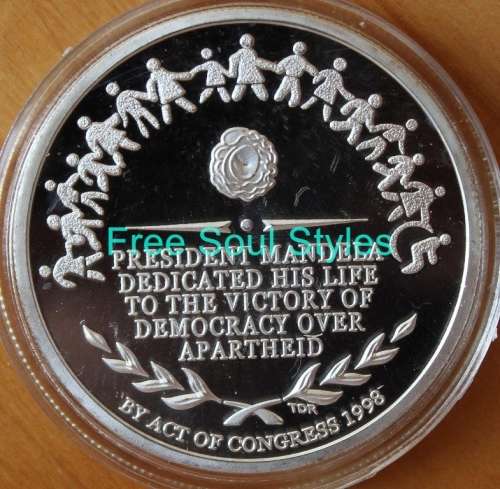 Free Soul Styles
PRESIDENT MANDELA
DEDICATED HIS LIFE
TO THE VICTORY OF
DEMOCRACY OVER
APARTHEID
TDR
BY ACT OF CONGRESS 1998